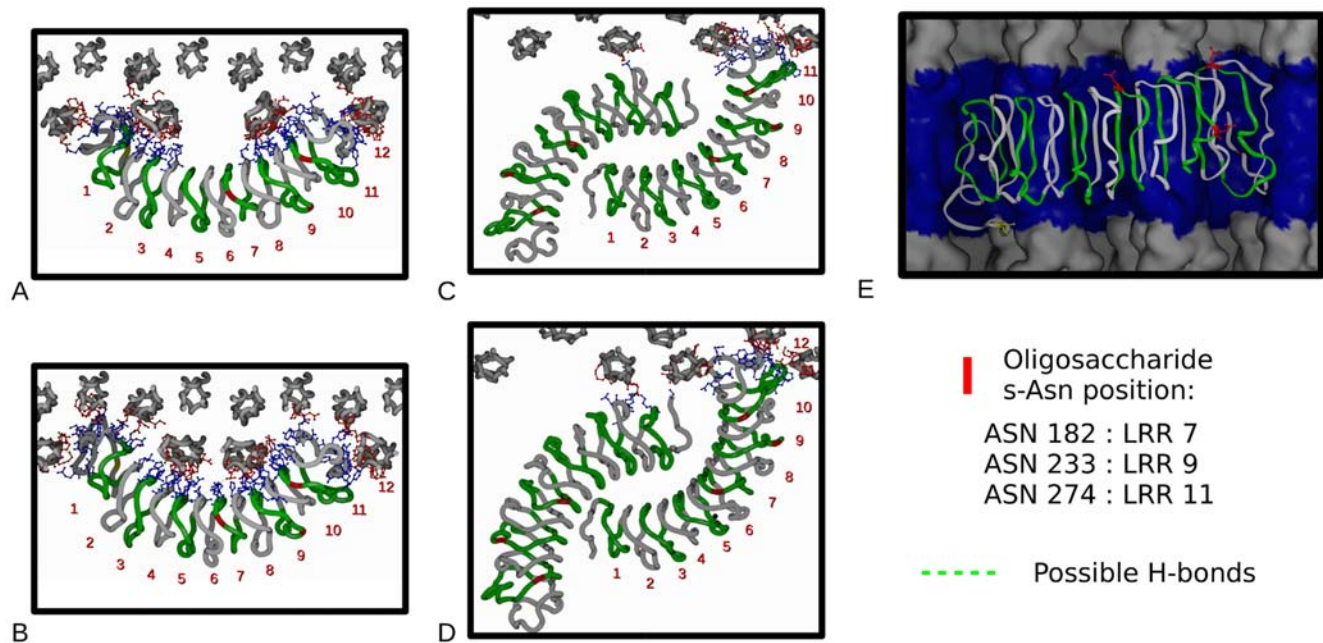 1 2 3 4 5 6 7 8 9 10 11 12
A
1 2 3 4 5 6 7 8 9 10 11 12
B
1 2 3 4 5 6 7 8 9 10 11 12
C
1 2 3 4 5 6 7 8 9 10 11 12
D
E
Oligosaccharide
s-Asn position:
ASN 182 : LRR 7
ASN 233 : LRR 9
ASN 274 : LRR 11
Possible H-bonds